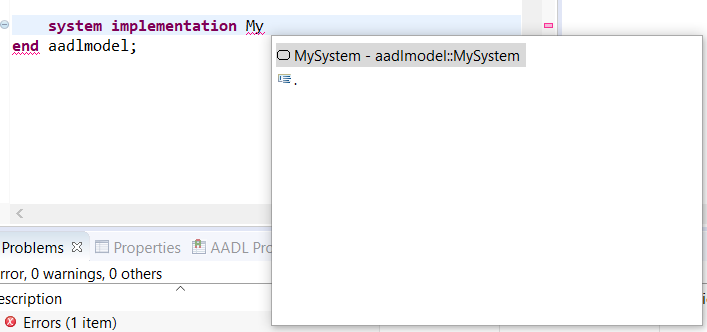 system implementation My
end aadlmodel;
MySystem - aadlmodel::MySystem
.
Problems Properties AADL Pro
rror, 0 warnings, 0 others
escription
Errors (1 item)